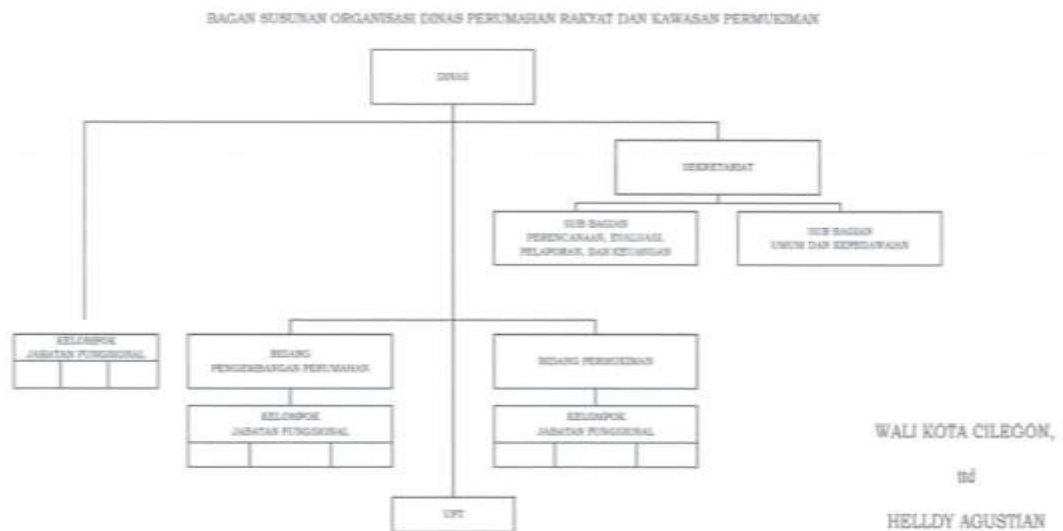 BAGAN SUSUNAN ORGANISASI DINAS PERUMAHAN RAKYAT DAN KAWASAN PERMUKIMAN
DINAS
SEKRETARIAT
SUB BAGIAN
PERENCANAAN, EVALUASI,
PELAPORAN, DAN KEUANGAN
SUB BAGIAN
UMUM DAN KEPEGAWAIAN
KELOMPOK
JABATAN FUNGSIONAL
BIDANG
PENGEMBANGAN PERUMAHAN
BIDANG PERMUKIMAN
KELOMPOK
JABATAN FUNGSIONAL
KELOMPOK
JABATAN FUNGSIONAL
UPT
WALI KOTA CILEGON,
ttd
HELLDY AGUSTIAN